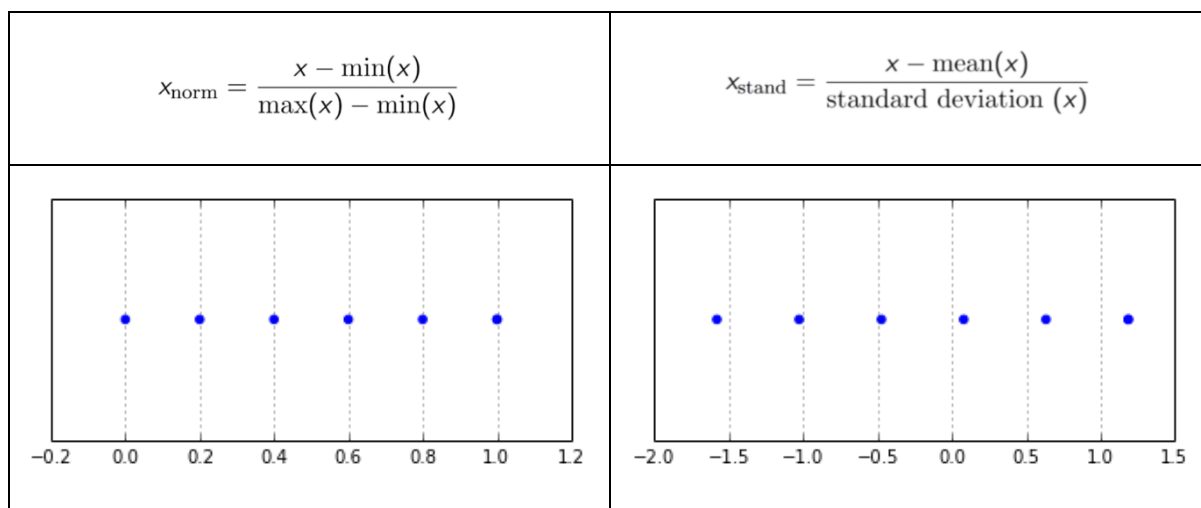 x_norm = (x − min(x)) / (max(x) − min(x))
x_stand = (x − mean(x)) / (standard deviation (x))
−0.2 0.0 0.2 0.4 0.6 0.8 1.0 1.2
−2.0 −1.5 −1.0 −0.5 0.0 0.5 1.0 1.5